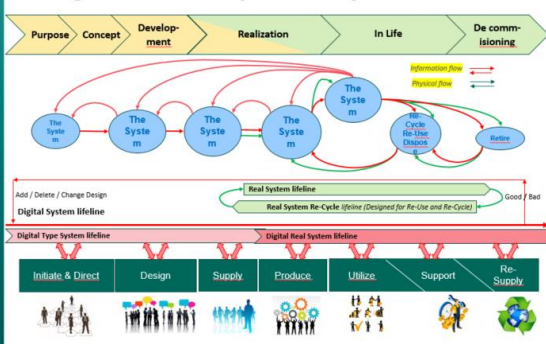 Purpose
Concept
Develop-
ment
Realization
In Life
De comm-
isioning
Information flow
Physical flow
The
Syste
m
The
Syste
m
The
Syste
m
The
Syste
m
The
Syste
m
Re-
Cycle
Re-Use
Dispos
e
Retire
Add / Delete / Change Design
Digital System lifeline
Real System lifeline
Real System Re-Cycle lifeline (Designed for Re-Use and Re-Cycle)
Good / Bad
Digital Type System lifeline
Digital Real System lifeline
Initiate & Direct
Design
Supply
Produce
Utilize
Support
Re-
Supply